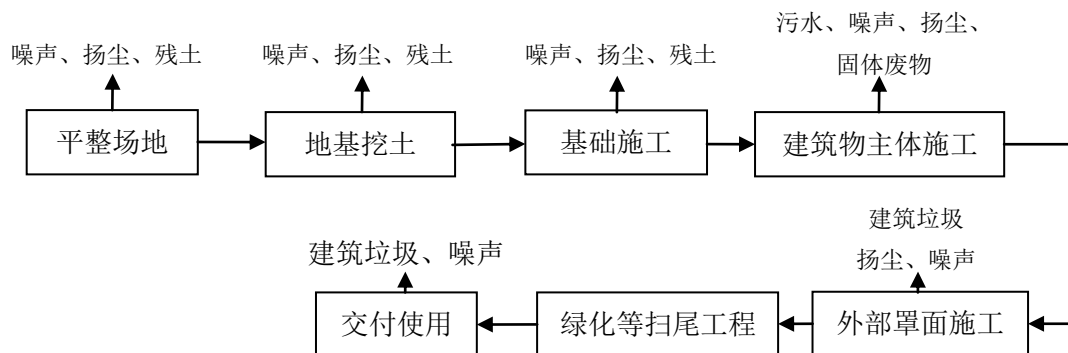 污水、噪声、扬尘、
固体废物
噪声、扬尘、残土
噪声、扬尘、残土
噪声、扬尘、残土
平整场地
地基挖土
基础施工
建筑物主体施工
建筑垃圾
扬尘、噪声
建筑垃圾、噪声
外部罩面施工
绿化等扫尾工程
交付使用